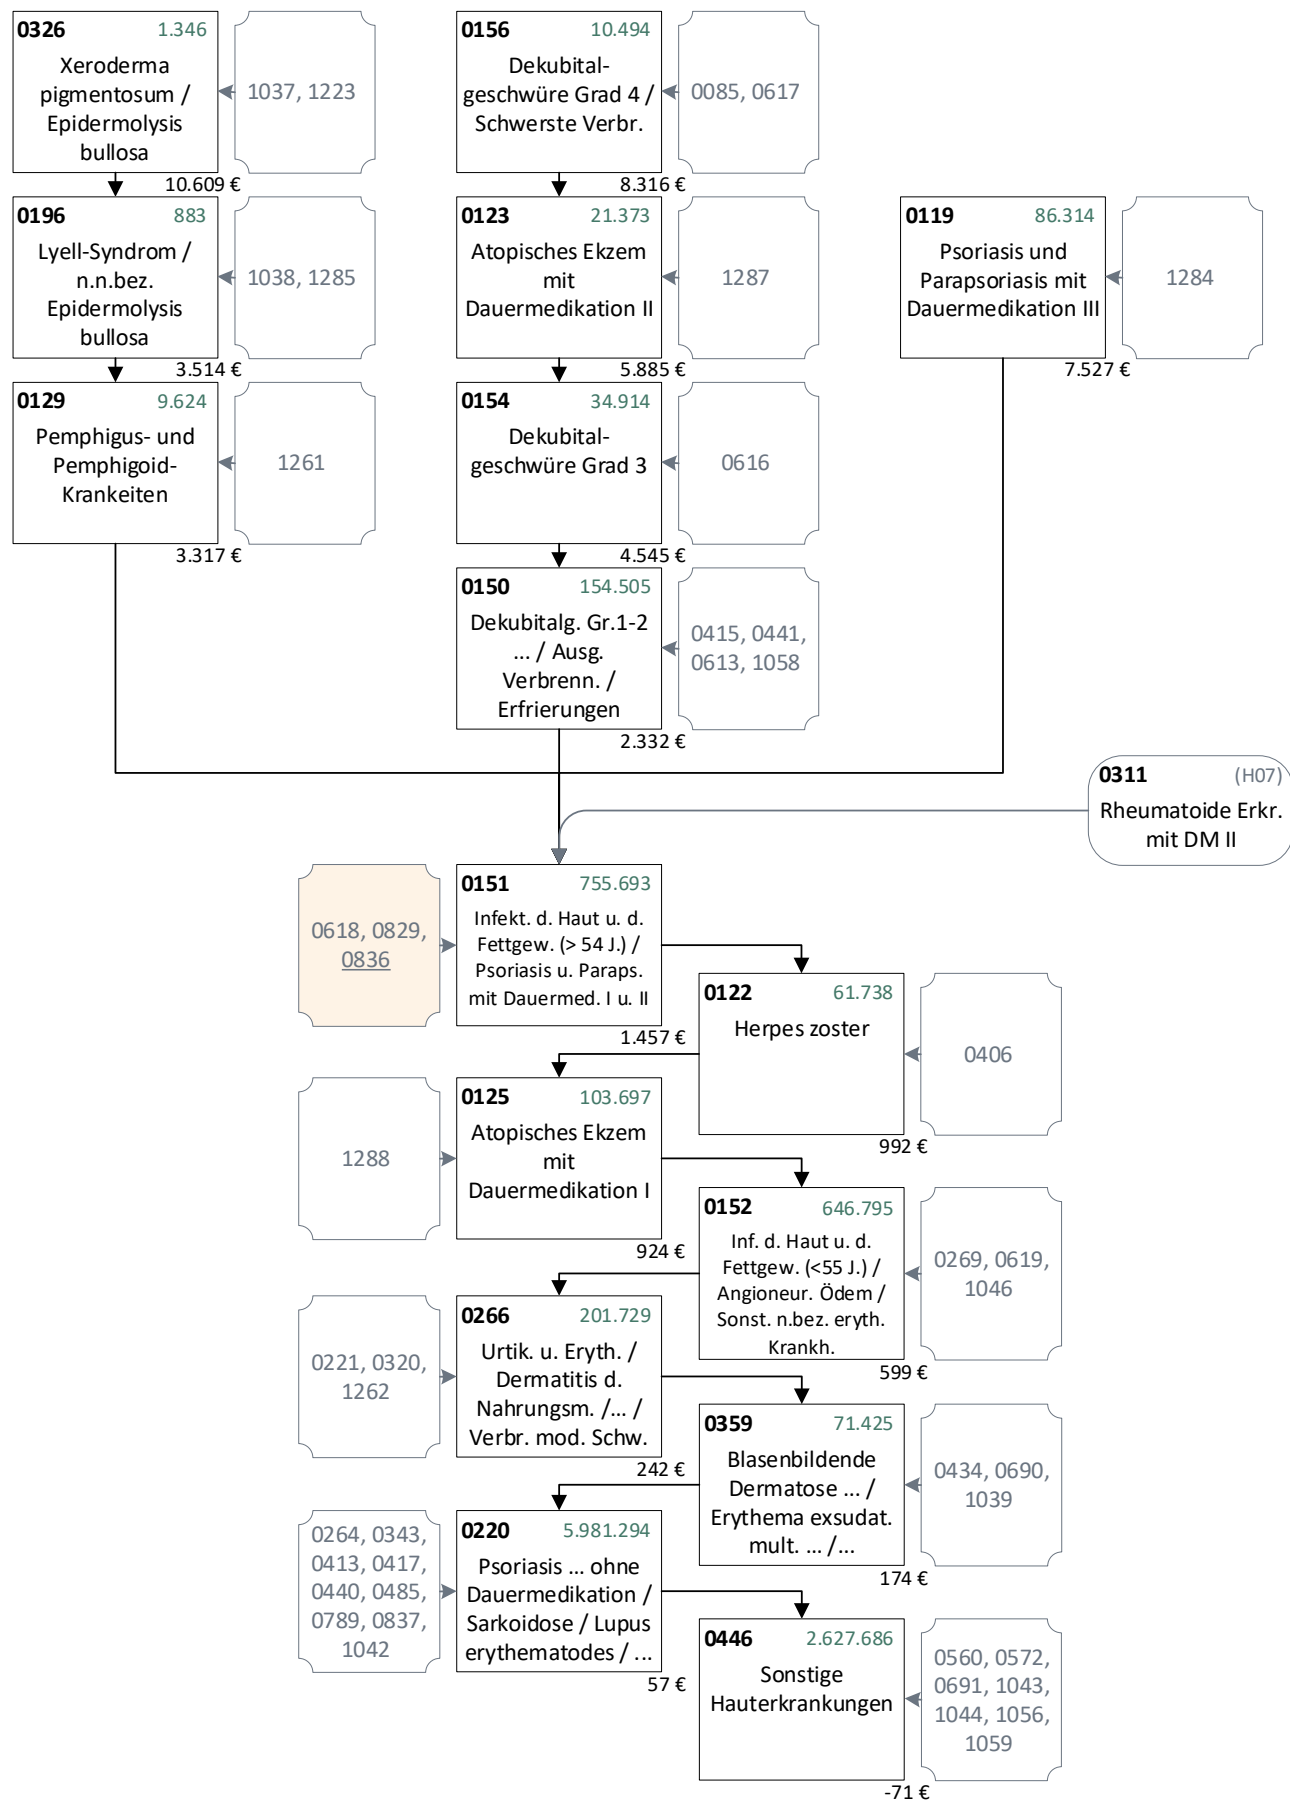 0326 1.346
Xeroderma
pigmentosum /
Epidermolysis
bullosa
1037, 1223
10.609 €
0156 10.494
Dekubital-
geschwüre Grad 4 /
Schwerste Verbr.
0085, 0617
8.316 €
0196 883
Lyell-Syndrom /
n.n.bez.
Epidermolysis
bullosa
1038, 1285
3.514 €
0123 21.373
Atopisches Ekzem
mit
Dauermedikation II
1287
5.885 €
0119 86.314
Psoriasis und
Parapsoriasis mit
Dauermedikation III
1284
7.527 €
0129 9.624
Pemphigus- und
Pemphigoid-
Krankeiten
1261
3.317 €
0154 34.914
Dekubital-
geschwüre Grad 3
0616
4.545 €
0150 154.505
Dekubitalg. Gr.1-2
... / Ausg.
Verbrenn. /
Erfrierungen
0415, 0441,
0613, 1058
2.332 €
0311 (H07)
Rheumatoide Erkr.
mit DM II
0618, 0829,
0836
0151 755.693
Infekt. d. Haut u. d.
Fettgew. (> 54 J.) /
Psoriasis u. Paraps.
mit Dauermed. I u. II
1.457 €
0122 61.738
Herpes zoster
0406
992 €
1288
0125 103.697
Atopisches Ekzem
mit
Dauermedikation I
924 €
0152 646.795
Inf. d. Haut u. d.
Fettgew. (<55 J.) /
Angioneur. Ödem /
Sonst. n.bez. eryth.
Krankh.
0269, 0619,
1046
599 €
0221, 0320,
1262
0266 201.729
Urtik. u. Eryth. /
Dermatitis d.
Nahrungsm. /... /
Verbr. mod. Schw.
242 €
0359 71.425
Blasenbildende
Dermatose ... /
Erythema exsudat.
mult. ... /...
0434, 0690,
1039
174 €
0264, 0343,
0413, 0417,
0440, 0485,
0789, 0837,
1042
0220 5.981.294
Psoriasis ... ohne
Dauermedikation /
Sarkoidose / Lupus
erythematodes / ...
57 €
0446 2.627.686
Sonstige
Hauterkrankungen
0560, 0572,
0691, 1043,
1044, 1056,
1059
-71 €